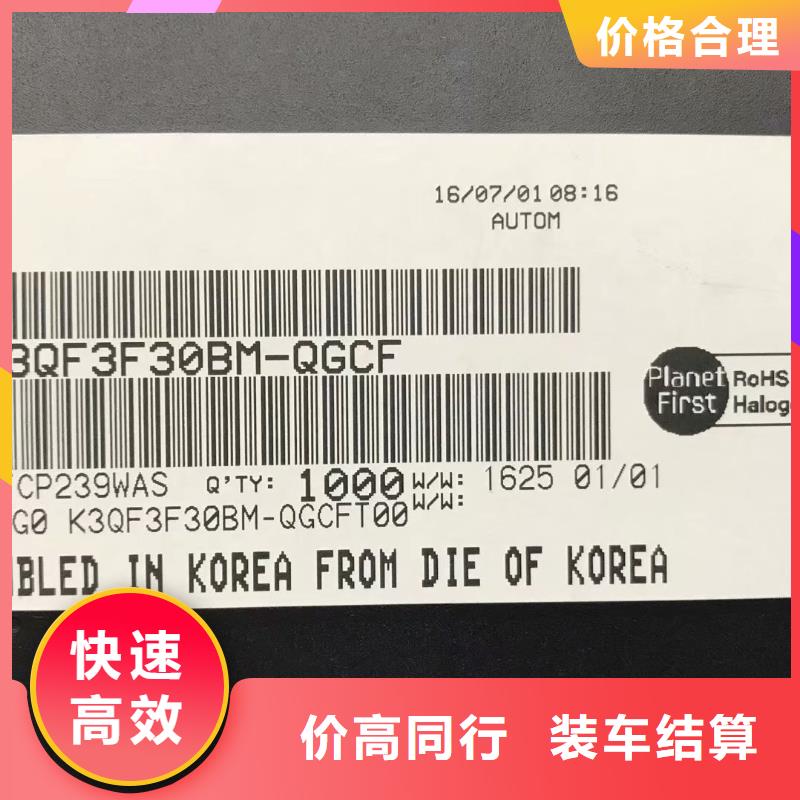 价格合理
16/07/01 08:16
AUTOM
3QF3F30BM-QGCF
Planet First
RoHS
Halog
CP239WAS Q'TY: 1000 W/W: 1625 01/01
W/W:
G0 K3QF3F30BM-QGCFT00
BLED IN KOREA FROM DIE OF KOREA
快速
高效
价高同行 装车结算